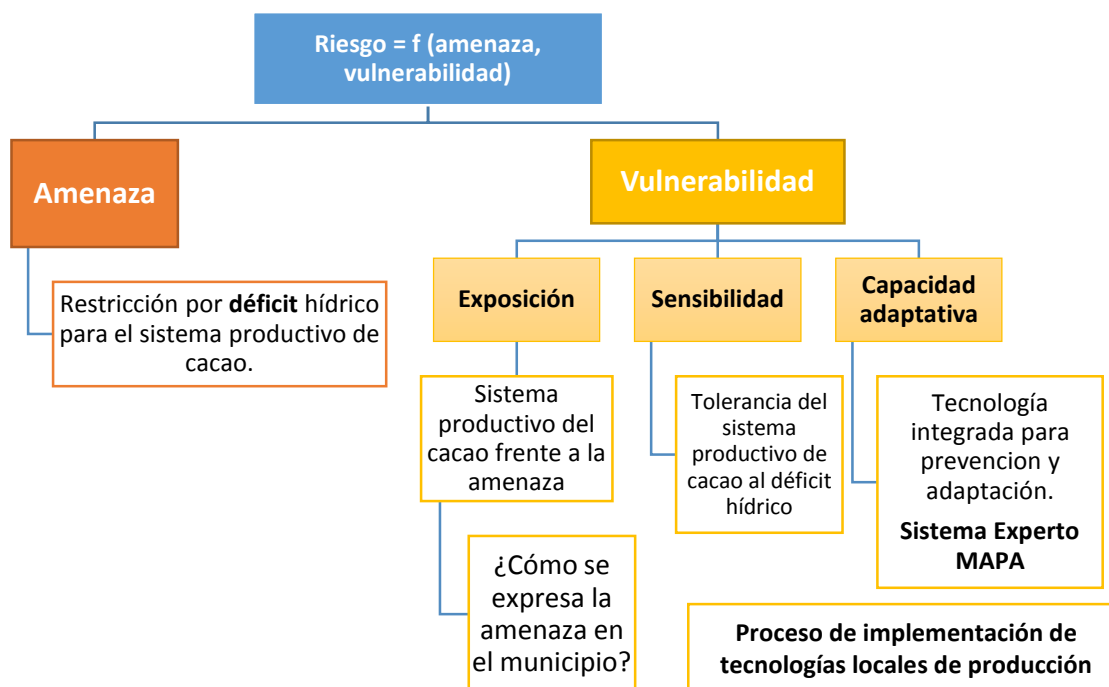 Riesgo = f (amenaza,
vulnerabilidad)
Amenaza
Vulnerabilidad
Restricción por déficit hídrico
para el sistema productivo de
cacao.
Exposición
Sensibilidad
Capacidad
adaptativa
Sistema
productivo del
cacao frente a la
amenaza
Tolerancia del
sistema
productivo de
cacao al déficit
hídrico
Tecnología
integrada para
prevencion y
adaptación.
Sistema Experto
MAPA
¿Cómo se
expresa la
amenaza en
el municipio?
Proceso de implementación de
tecnologías locales de producción